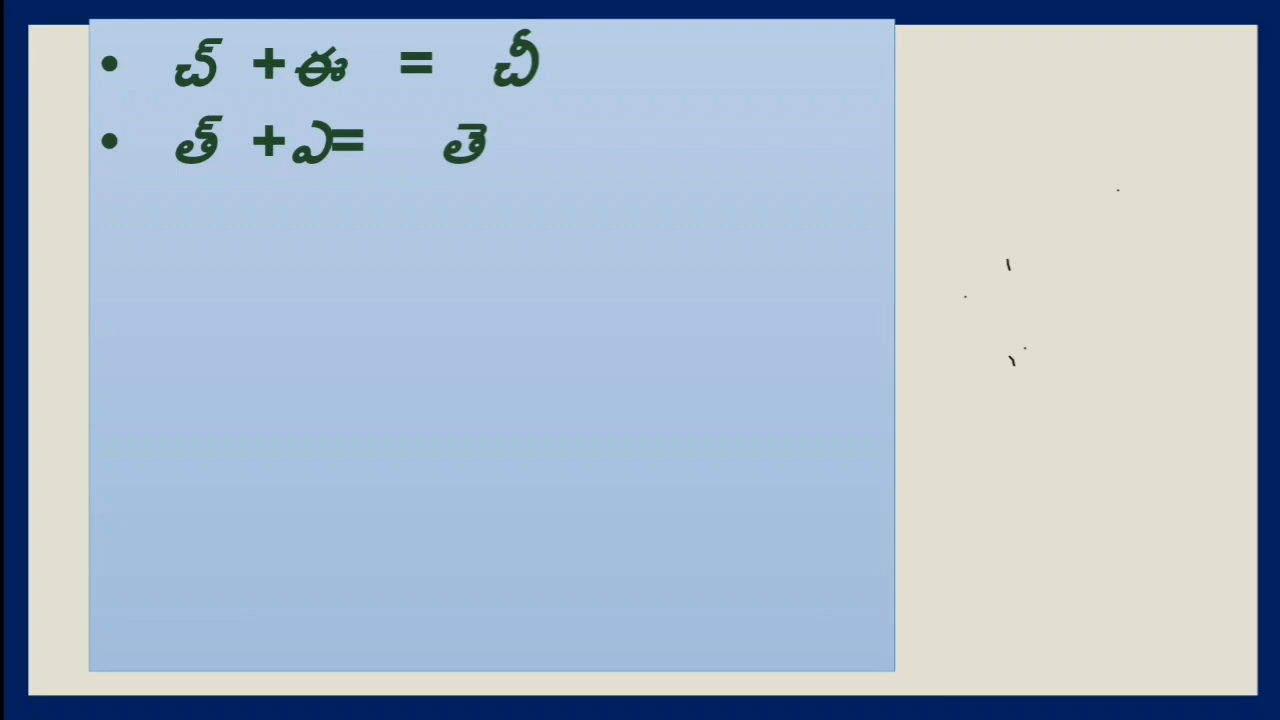 • చ్ +ఈ = చీ
• త్ +ఎ= తె